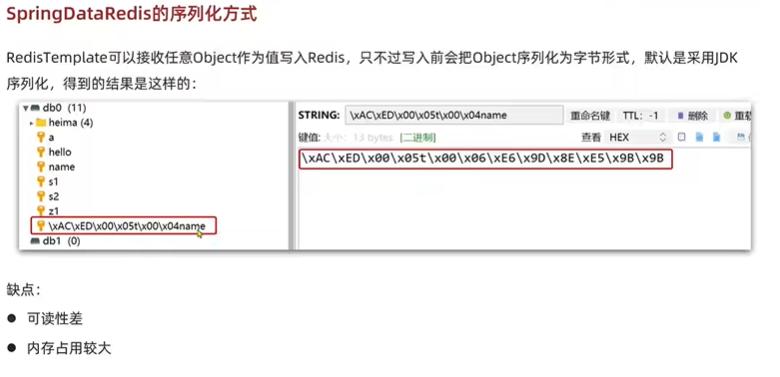 SpringDataRedis的序列化方式
RedisTemplate可以接收任意Object作为值写入Redis，只不过写入前会把Object序列化为字节形式，默认是采用JDK
序列化，得到的结果是这样的：
db0 (11)
heima (4)
a
hello
name
s1
s2
z1
\xAC\xED\x00\x05t\x00\x04name
db1 (0)
STRING: \xAC\xED\x00\x05t\x00\x04name 重命名键 TTL: -1 删除 重载
键值: 大小: 13 bytes [二进制] 查看 HEX
\xAC\xED\x00\x05t\x00\x06\xE6\x9D\x8E\xE5\x9B\x9B
缺点：
● 可读性差
● 内存占用较大